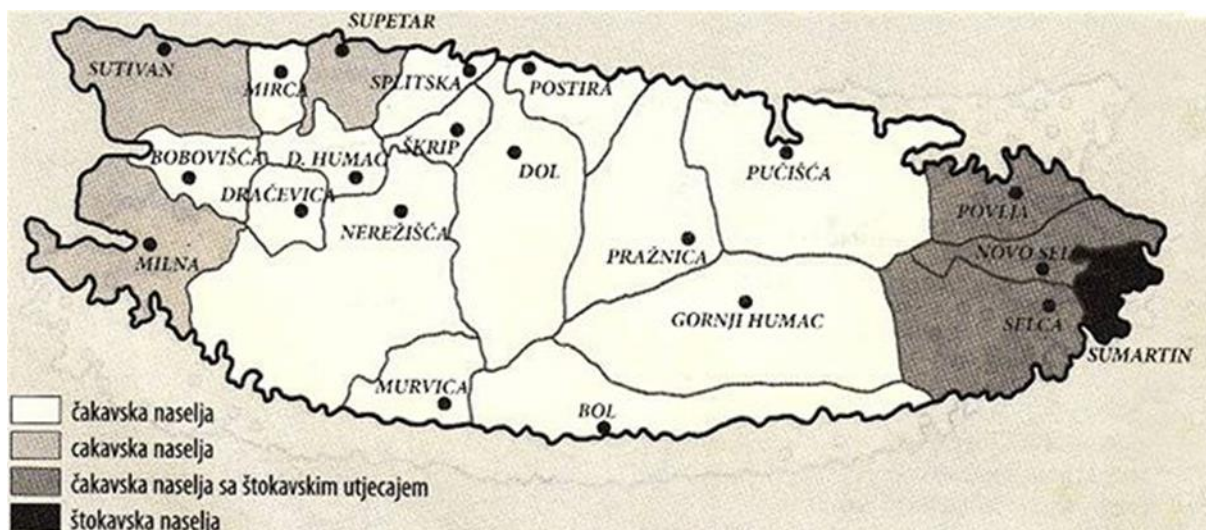 SUPETAR
SUTIVAN
MIRCA
SPLITSKA
POSTIRA
BOBOVIŠĆA
D. HUMAC
ŠKRIP
DOL
PUČIŠĆA
DRAČEVICA
NEREŽIŠĆA
POVLJA
MILNA
PRAŽNICA
NOVO SEL
GORNJI HUMAC
SELCA
SUMARTIN
MURVICA
BOL
čakavska naselja
cakavska naselja
čakavska naselja sa štokavskim utjecajem
štokavska naselja